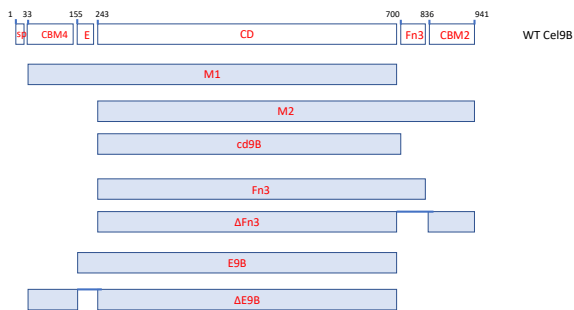 1 33 155 243 700 836 941
sp CBM4 E CD Fn3 CBM2 WT Cel9B
M1
M2
cd9B
Fn3
ΔFn3
E9B
ΔE9B